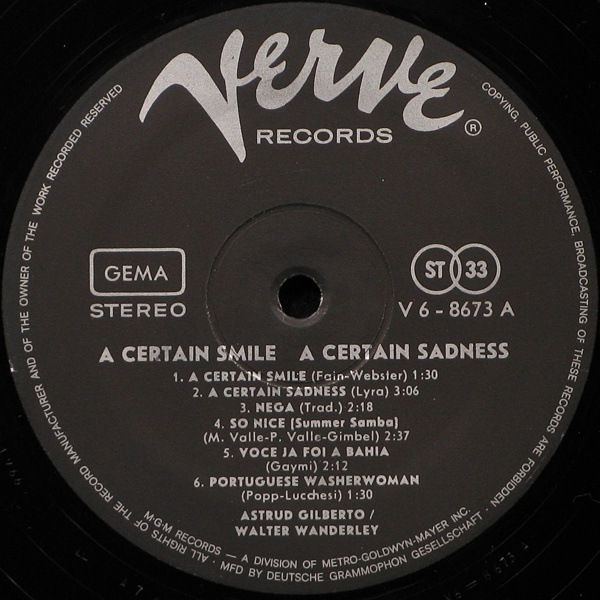 Verve
RECORDS
®
GEMA
STEREO
ST 33
V 6 - 8673 A
A CERTAIN SMILE A CERTAIN SADNESS
1. A CERTAIN SMILE (Fain-Webster) 1:30
2. A CERTAIN SADNESS (Lyra) 3:06
3. NEGA (Trad.) 2:18
4. SO NICE (Summer Samba)
(M. Valle-P. Valle-Gimbel) 2:37
5. VOCE JA FOI A BAHIA
(Gaymi) 2:12
6. PORTUGUESE WASHERWOMAN
(Popp-Lucchesi) 1:30
ASTRUD GILBERTO /
WALTER WANDERLEY
M·G·M RECORDS — A DIVISION OF METRO-GOLDWYN-MAYER INC.
ALL RIGHTS OF THE RECORD MANUFACTURER AND OF THE OWNER OF THE WORK RECORDED RESERVED
COPYING, PUBLIC PERFORMANCE, BROADCASTING OF THESE RECORDS ARE FORBIDDEN
· MFD BY DEUTSCHE GRAMMOPHON GESELLSCHAFT ·